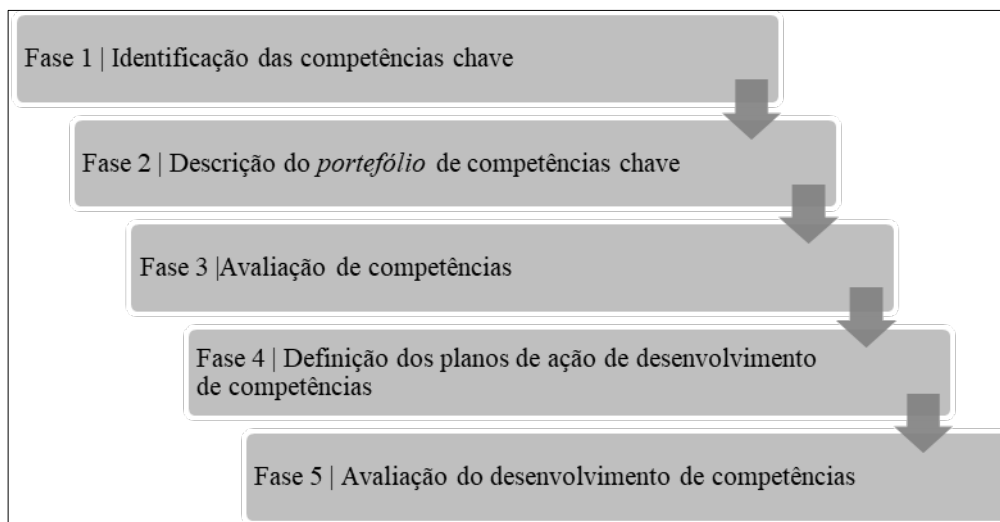 Fase 1 | Identificação das competências chave
Fase 2 | Descrição do portefólio de competências chave
Fase 3 |Avaliação de competências
Fase 4 | Definição dos planos de ação de desenvolvimento
de competências
Fase 5 | Avaliação do desenvolvimento de competências